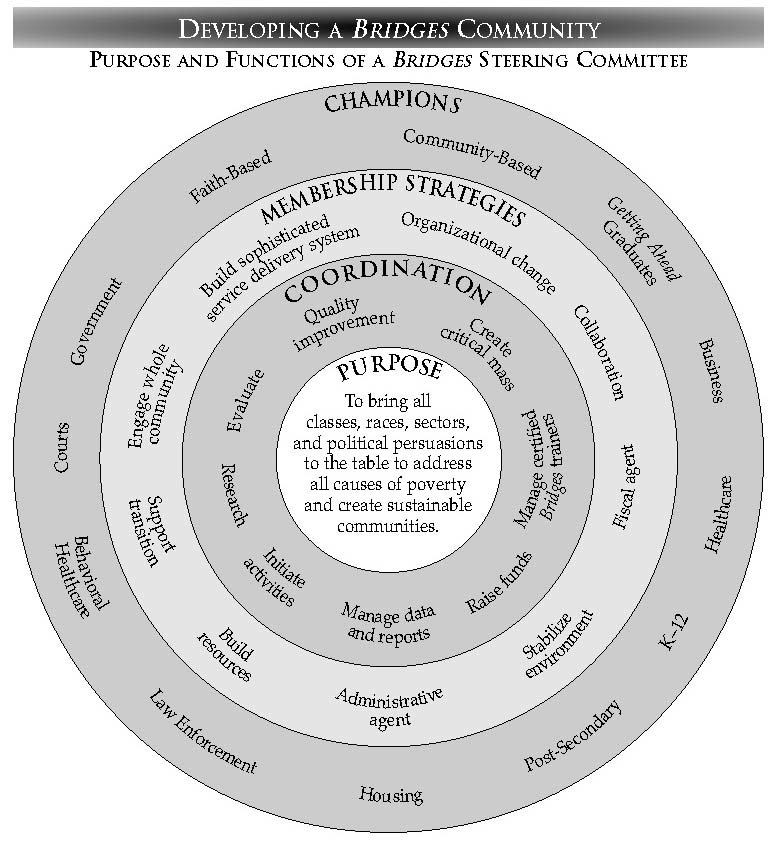 DEVELOPING A BRIDGES COMMUNITY
PURPOSE AND FUNCTIONS OF A BRIDGES STEERING COMMITTEE
CHAMPIONS
Faith-Based
Community-Based
Getting Ahead
Graduates
Business
Healthcare
K–12
Post-Secondary
Housing
Law Enforcement
Behavioral
Healthcare
Courts
Government
MEMBERSHIP STRATEGIES
Build sophisticated
service delivery system
Organizational change
Collaboration
Fiscal agent
Stabilize
environment
Administrative
agent
Build
resources
Support
transition
Engage whole
community
COORDINATION
Quality
improvement
Create
critical mass
Manage certified
Bridges trainers
Raise funds
Manage data
and reports
Initiate
activities
Research
Evaluate
PURPOSE
To bring all
classes, races, sectors,
and political persuasions
to the table to address
all causes of poverty
and create sustainable
communities.